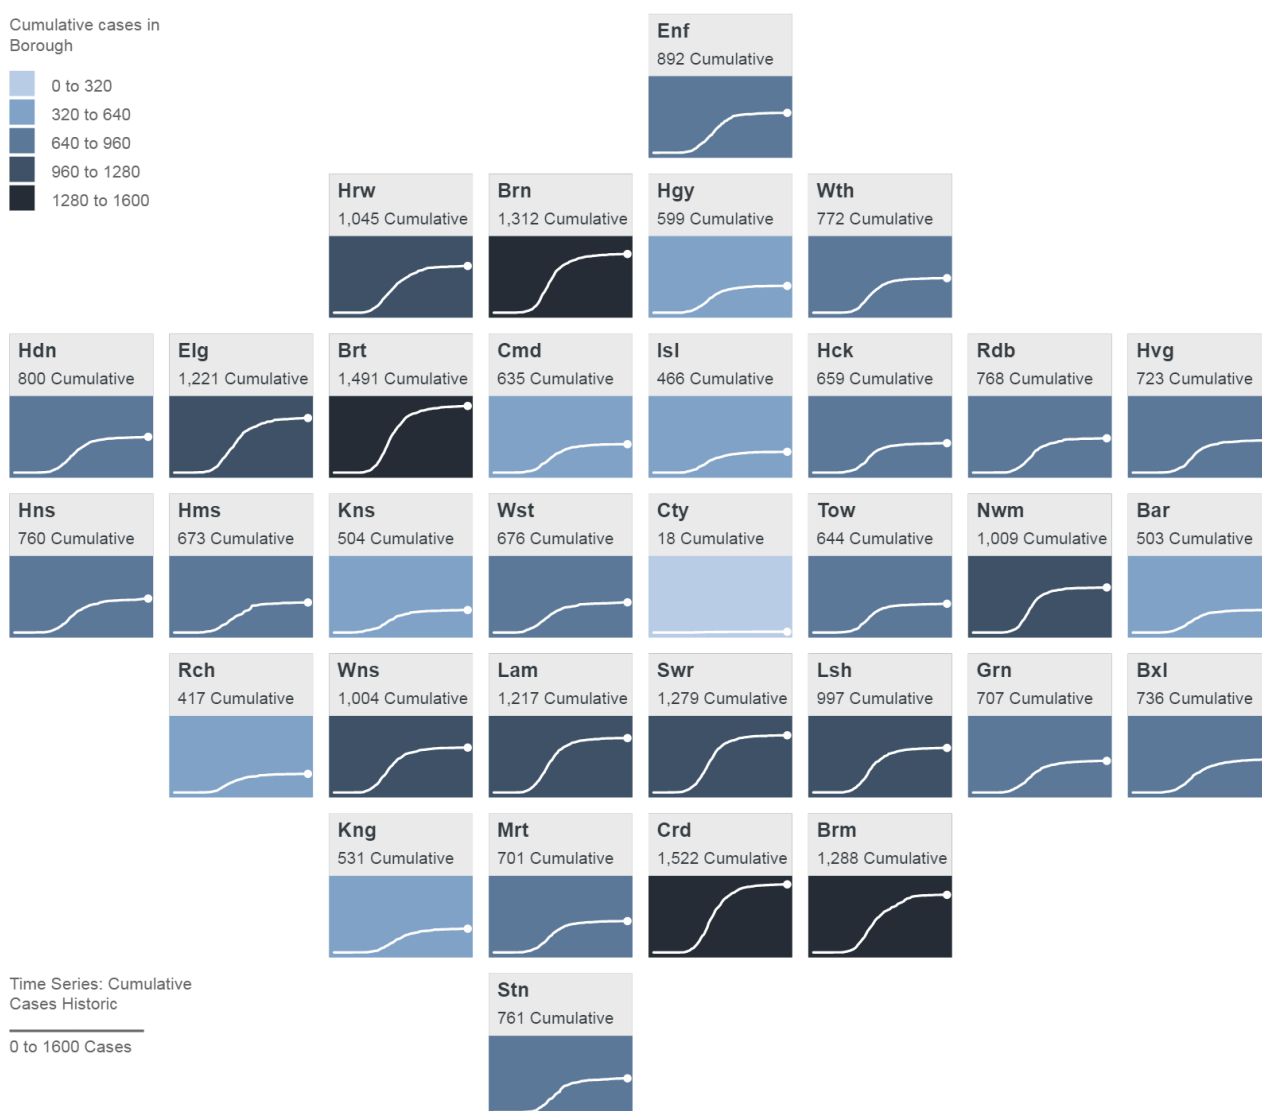 Cumulative cases in
Borough
0 to 320
320 to 640
640 to 960
960 to 1280
1280 to 1600
Enf
892 Cumulative
Hrw
1,045 Cumulative
Brn
1,312 Cumulative
Hgy
599 Cumulative
Wth
772 Cumulative
Hdn
800 Cumulative
Elg
1,221 Cumulative
Brt
1,491 Cumulative
Cmd
635 Cumulative
Isl
466 Cumulative
Hck
659 Cumulative
Rdb
768 Cumulative
Hvg
723 Cumulative
Hns
760 Cumulative
Hms
673 Cumulative
Kns
504 Cumulative
Wst
676 Cumulative
Cty
18 Cumulative
Tow
644 Cumulative
Nwm
1,009 Cumulative
Bar
503 Cumulative
Rch
417 Cumulative
Wns
1,004 Cumulative
Lam
1,217 Cumulative
Swr
1,279 Cumulative
Lsh
997 Cumulative
Grn
707 Cumulative
Bxl
736 Cumulative
Kng
531 Cumulative
Mrt
701 Cumulative
Crd
1,522 Cumulative
Brm
1,288 Cumulative
Stn
761 Cumulative
Time Series: Cumulative
Cases Historic
0 to 1600 Cases